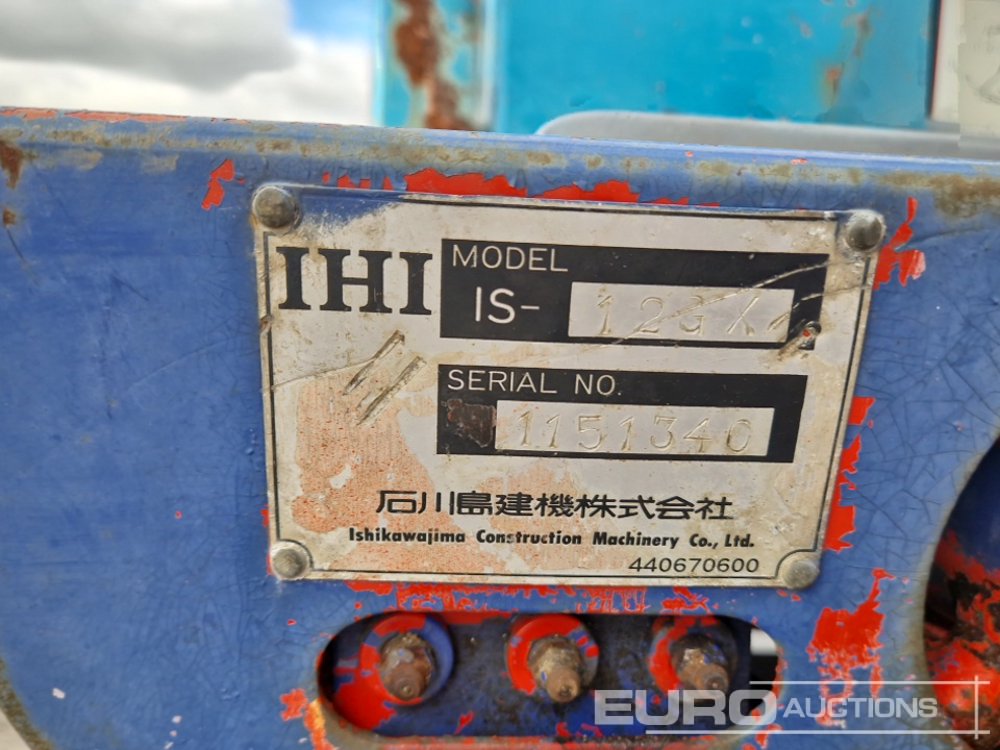 IHI
MODEL
IS- 12GX
SERIAL NO.
1151340
石川島建機株式会社
Ishikawajima Construction Machinery Co., Ltd.
440670600
EURO AUCTIONS